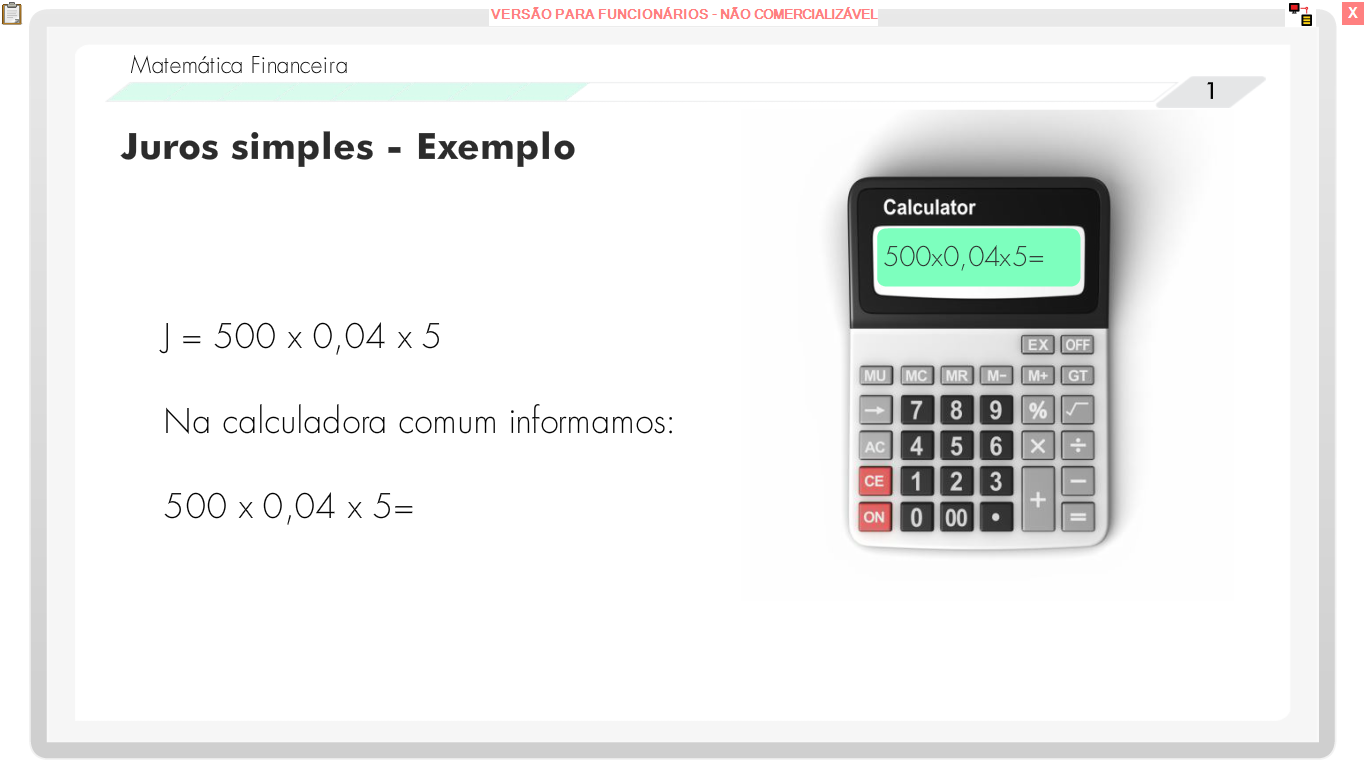 VERSÃO PARA FUNCIONÁRIOS - NÃO COMERCIALIZÁVEL
X
Matemática Financeira
1
Juros simples - Exemplo
J = 500 x 0,04 x 5
Na calculadora comum informamos:
500 x 0,04 x 5=
Calculator
500x0,04x5=
EX OFF
MU MC MR M- M+ GT
→ 7 8 9 % √
AC 4 5 6 × ÷
CE 1 2 3 + −
ON 0 00 • =